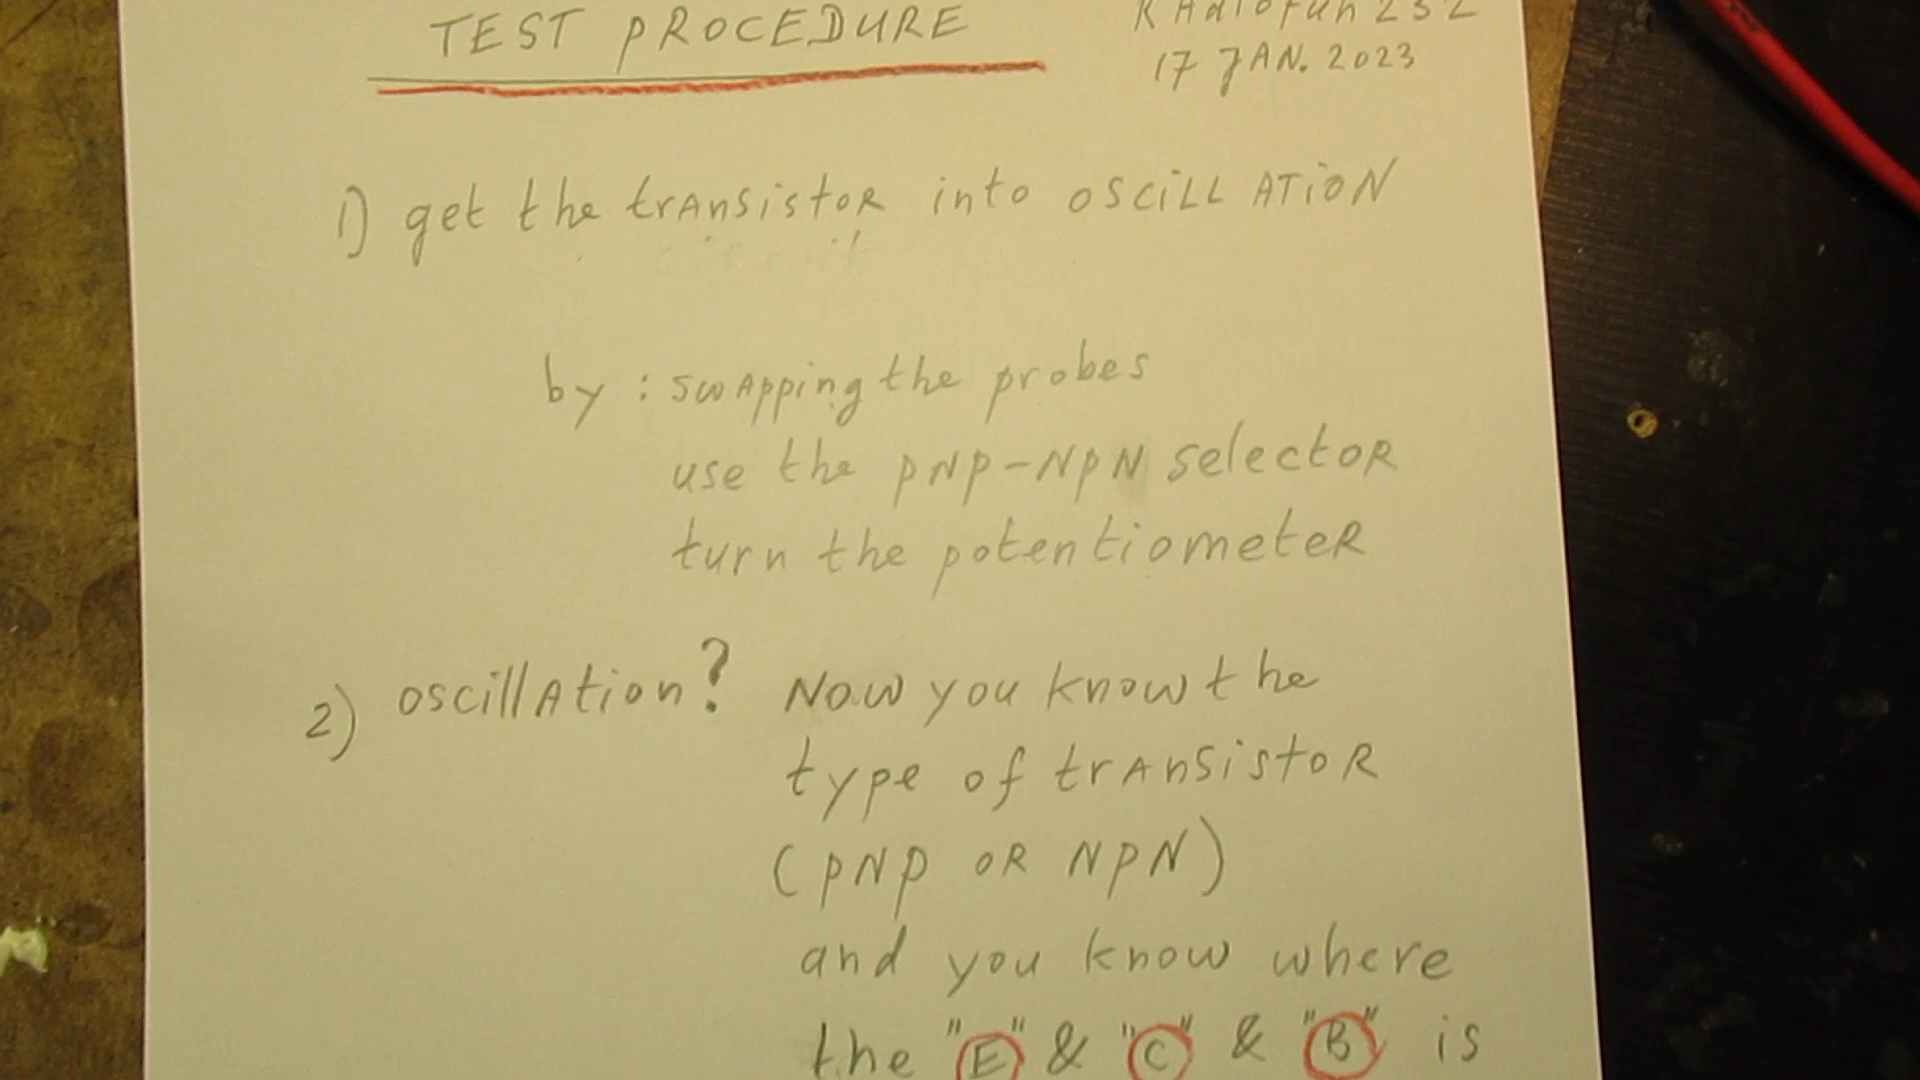 TEST PROCEDURE
RAdioFun 232
17 JAN. 2023
1) get the trAnsistoR into OSCiLLATiON
by : swApping the probes
use the pNp-NpN selectoR
turn the potentiometeR
2) oscillAtion? Now you know the
type of trAnSistoR
(pNp OR NpN)
and you know where
the "E" & "C" & "B" is